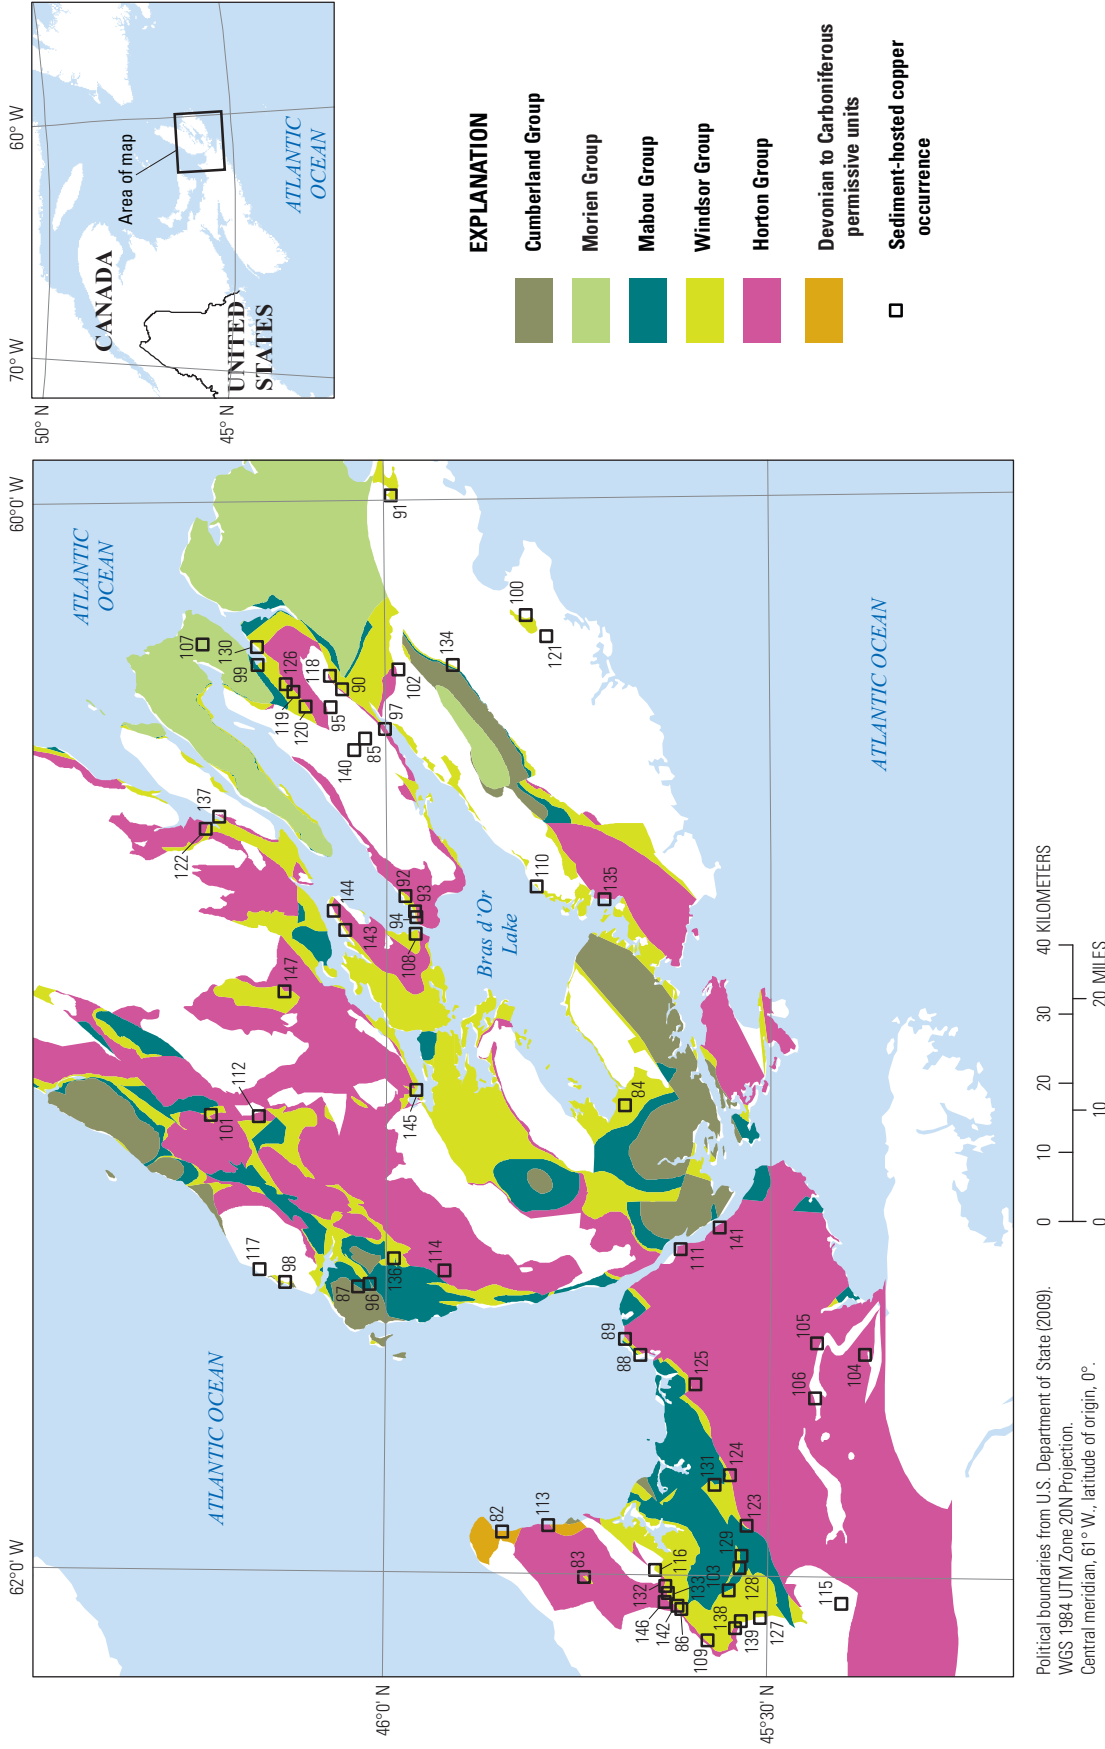 62°0' W
60°0' W
46°0' N
45°30' N
ATLANTIC
OCEAN
ATLANTIC OCEAN
Bras d'Or
Lake
ATLANTIC OCEAN
107
130
99
126
119
120
118
95
90
102
97
85
140
134
91
100
121
122
137
144
143
147
92
93
94
108
110
135
101
112
145
84
117
98
87
96
136
114
111
141
89
88
125
105
106
104
82
113
83
131
124
123
129
128
103
16
132
133
146
142
86
109
138
139
127
115
Political boundaries from U.S. Department of State (2009).
WGS 1984 UTM Zone 20N Projection.
Central meridian, 61° W., latitude of origin, 0°.
0 10 20 30 40 KILOMETERS
0 10 20 MILES
70° W
60° W
50° N
45° N
CANADA
UNITED
STATES
Area of map
ATLANTIC
OCEAN
EXPLANATION
Cumberland Group
Morien Group
Mabou Group
Windsor Group
Horton Group
Devonian to Carboniferous
permissive units
Sediment-hosted copper
occurrence